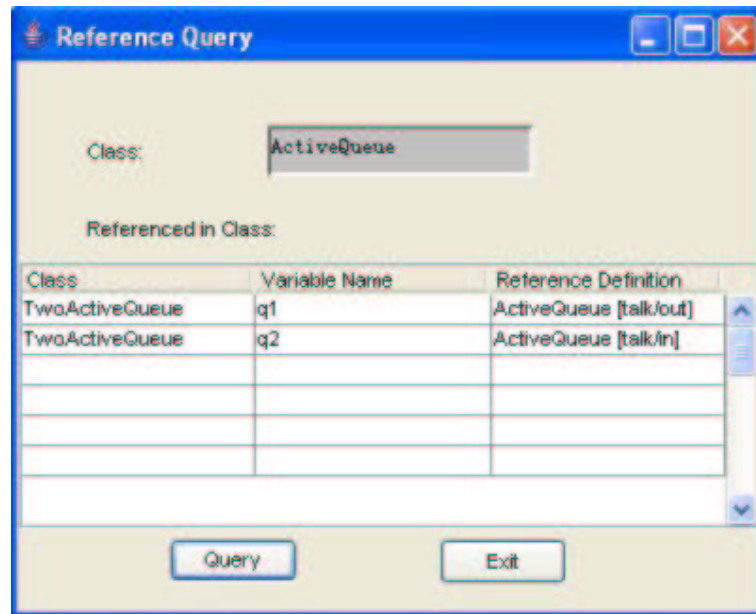 Reference Query
Class: ActiveQueue
Referenced in Class:
Class Variable Name Reference Definition
TwoActiveQueue q1 ActiveQueue [talk/out]
TwoActiveQueue q2 ActiveQueue [talk/in]
Query Exit